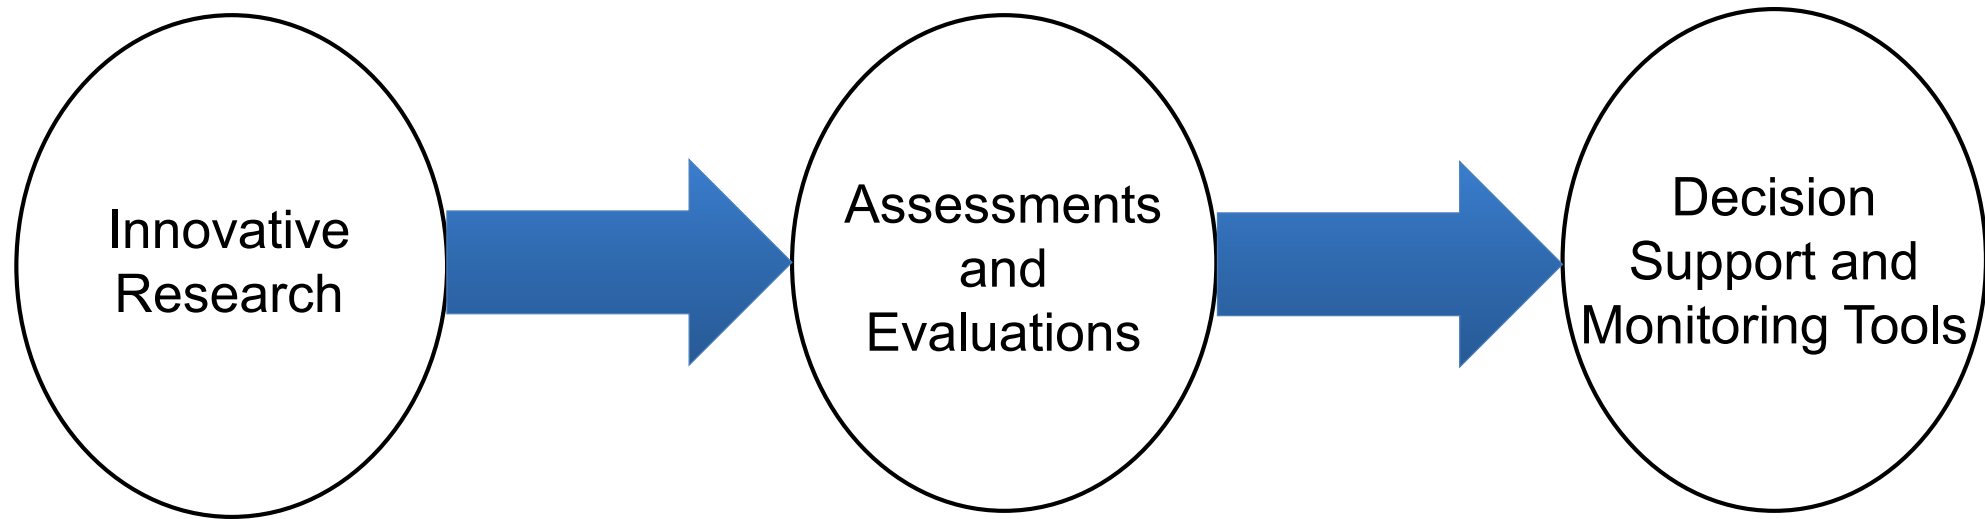 Innovative
Research
Assessments
and
Evaluations
Decision
Support and
Monitoring Tools